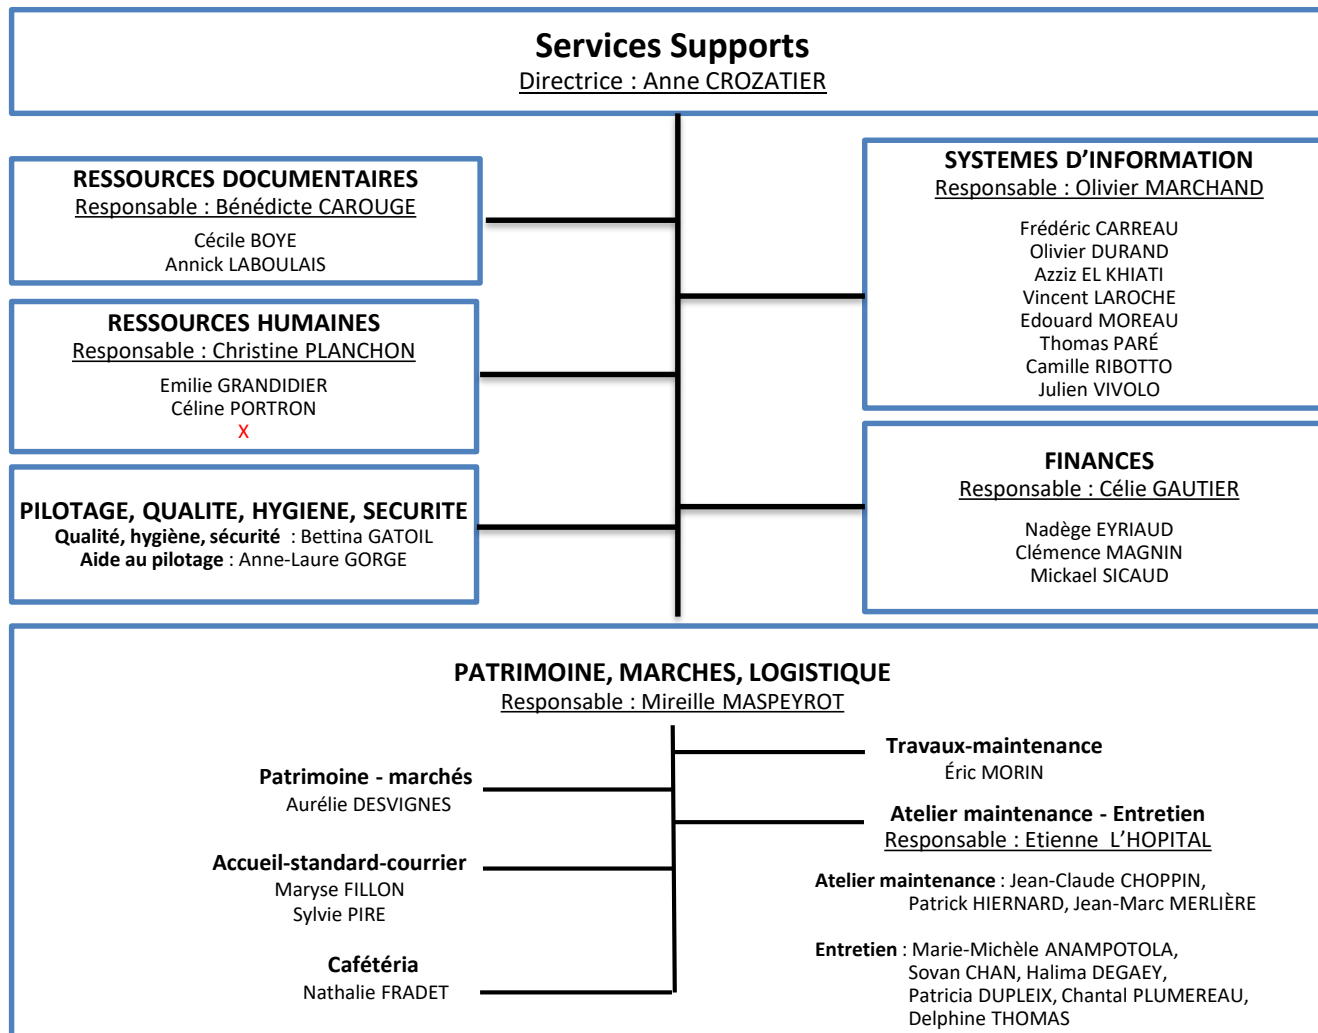 Services Supports
Directrice : Anne CROZATIER
RESSOURCES DOCUMENTAIRES
Responsable : Bénédicte CAROUGE
Cécile BOYE
Annick LABOULAIS
RESSOURCES HUMAINES
Responsable : Christine PLANCHON
Emilie GRANDIDIER
Céline PORTRON
X
PILOTAGE, QUALITE, HYGIENE, SECURITE
Qualité, hygiène, sécurité : Bettina GATOIL
Aide au pilotage : Anne-Laure GORGE
SYSTEMES D’INFORMATION
Responsable : Olivier MARCHAND
Frédéric CARREAU
Olivier DURAND
Azziz EL KHIATI
Vincent LAROCHE
Edouard MOREAU
Thomas PARÉ
Camille RIBOTTO
Julien VIVOLO
FINANCES
Responsable : Célie GAUTIER
Nadège EYRIAUD
Clémence MAGNIN
Mickael SICAUD
PATRIMOINE, MARCHES, LOGISTIQUE
Responsable : Mireille MASPEYROT
Patrimoine - marchés
Aurélie DESVIGNES
Accueil-standard-courrier
Maryse FILLON
Sylvie PIRE
Cafétéria
Nathalie FRADET
Travaux-maintenance
Éric MORIN
Atelier maintenance - Entretien
Responsable : Etienne L’HOPITAL
Atelier maintenance : Jean-Claude CHOPPIN,
Patrick HIERNARD, Jean-Marc MERLIÈRE
Entretien : Marie-Michèle ANAMPOTOLA,
Sovan CHAN, Halima DEGAEY,
Patricia DUPLEIX, Chantal PLUMEREAU,
Delphine THOMAS